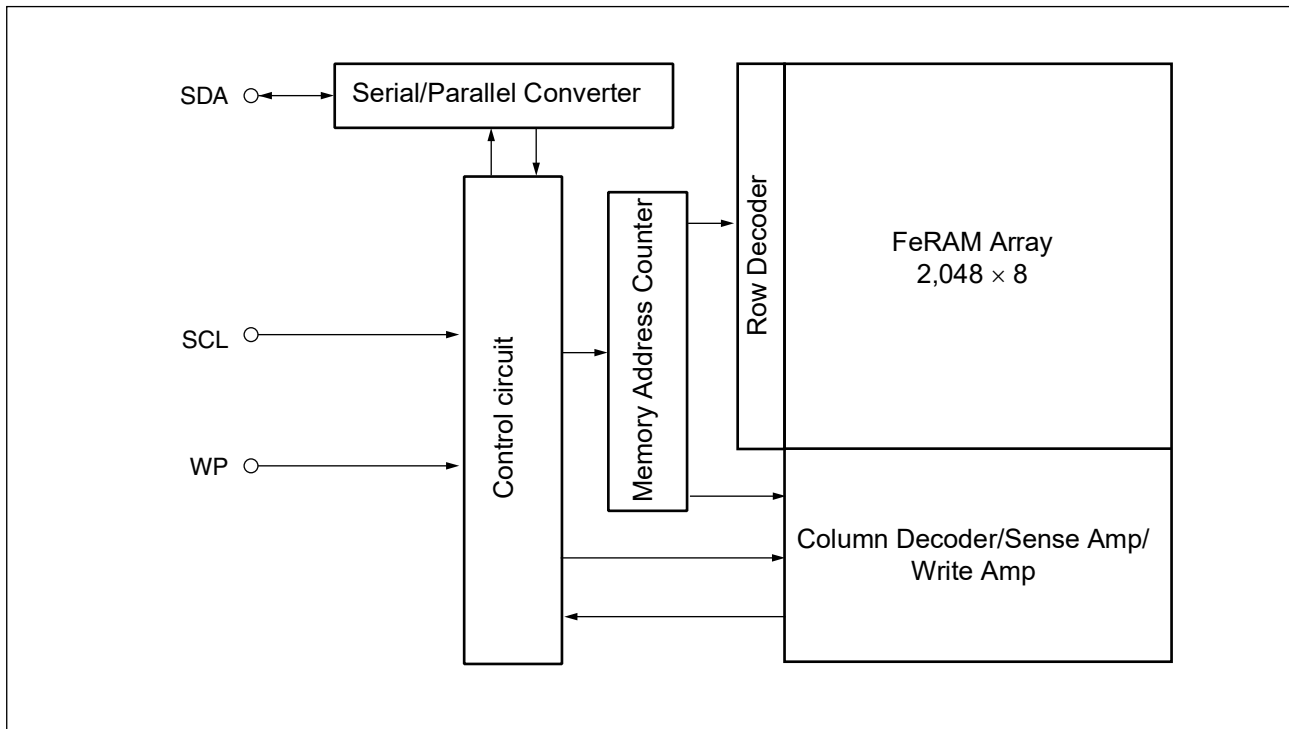 SDA
Serial/Parallel Converter
SCL
WP
Control circuit
Memory Address Counter
Row Decoder
FeRAM Array
2,048 × 8
Column Decoder/Sense Amp/
Write Amp